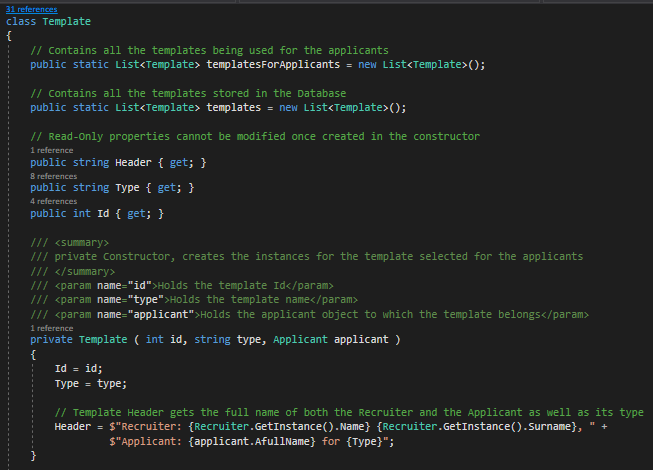 31 references
class Template
{
// Contains all the templates being used for the applicants
public static List<Template> templatesForApplicants = new List<Template>();
// Contains all the templates stored in the Database
public static List<Template> templates = new List<Template>();
// Read-Only properties cannot be modified once created in the constructor
1 reference
public string Header { get; }
8 references
public string Type { get; }
4 references
public int Id { get; }
/// <summary>
/// private Constructor, creates the instances for the template selected for the applicants
/// </summary>
/// <param name="id">Holds the template Id</param>
/// <param name="type">Holds the template name</param>
/// <param name="applicant">Holds the applicant object to which the template belongs</param>
1 reference
private Template ( int id, string type, Applicant applicant )
{
Id = id;
Type = type;
// Template Header gets the full name of both the Recruiter and the Applicant as well as its type
Header = $"Recruiter: {Recruiter.GetInstance().Name} {Recruiter.GetInstance().Surname}, " +
$"Applicant: {applicant.AfullName} for {Type}";
}